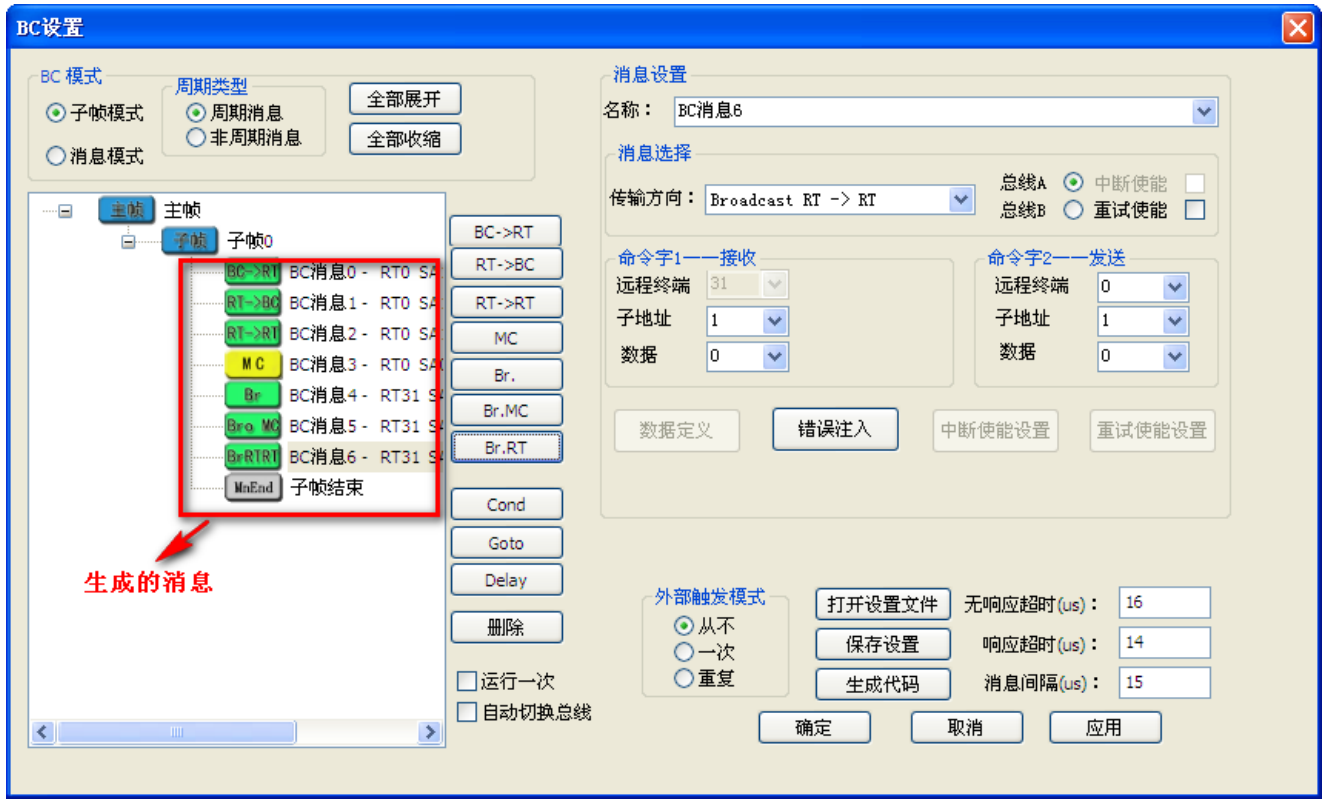 BC设置
BC 模式
周期类型
子帧模式
周期消息
非周期消息
消息模式
全部展开
全部收缩
主帧 主帧
子帧 子帧0
BC->RT BC消息0 - RT0 SA
RT->BC BC消息1 - RT0 SA
RT->RT BC消息2 - RT0 SA
MC BC消息3 - RT0 SA
Br BC消息4 - RT31 SA
Bro MC BC消息5 - RT31 SA
BrRTRT BC消息6 - RT31 SA
MnEnd 子帧结束
生成的消息
BC->RT
RT->BC
RT->RT
MC
Br.
Br.MC
Br.RT
Cond
Goto
Delay
删除
运行一次
自动切换总线
消息设置
名称： BC消息6
消息选择
传输方向： Broadcast RT -> RT
总线A 中断使能
总线B 重试使能
命令字1——接收
远程终端 31
子地址 1
数据 0
命令字2——发送
远程终端 0
子地址 1
数据 0
数据定义 错误注入 中断使能设置 重试使能设置
外部触发模式
从不
一次
重复
打开设置文件
保存设置
生成代码
无响应超时(us)： 16
响应超时(us)： 14
消息间隔(us)： 15
确定 取消 应用